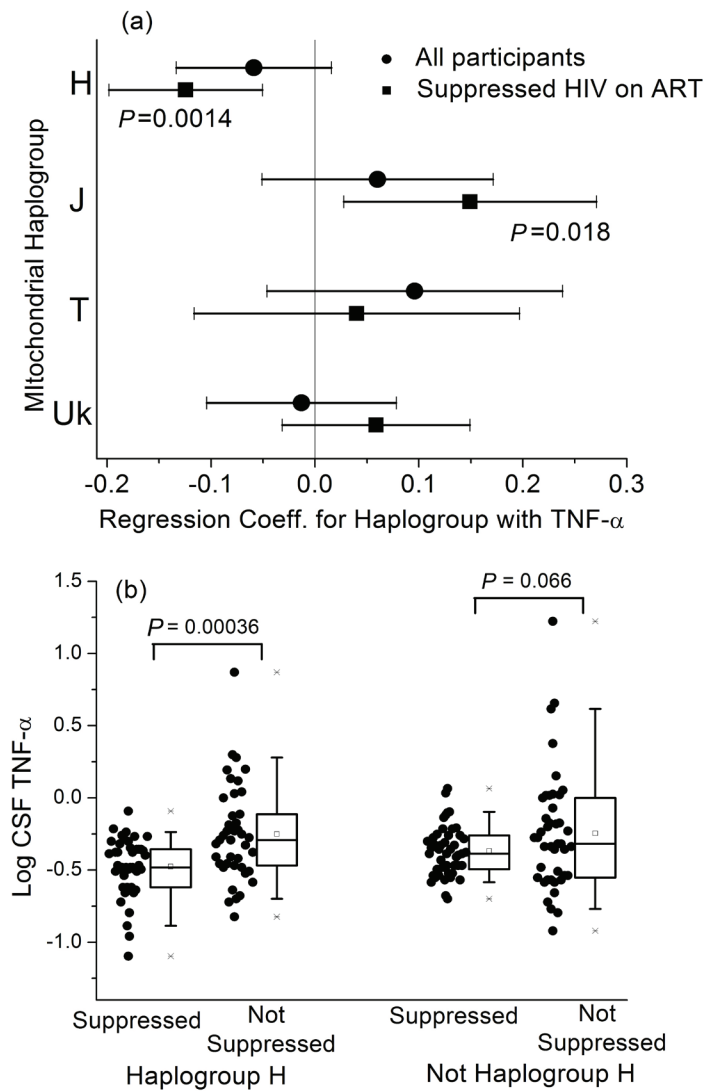 (a)
All participants
Suppressed HIV on ART
H
P=0.0014
J
P=0.018
T
Uk
MItochondrial Haplogroup
-0.2 -0.1 0.0 0.1 0.2 0.3
Regression Coeff. for Haplogroup with TNF-α
(b)
P = 0.066
P = 0.00036
1.5
1.0
0.5
0.0
-0.5
-1.0
Log CSF TNF-α
Suppressed Not Suppressed Suppressed Not Suppressed
Haplogroup H Not Haplogroup H